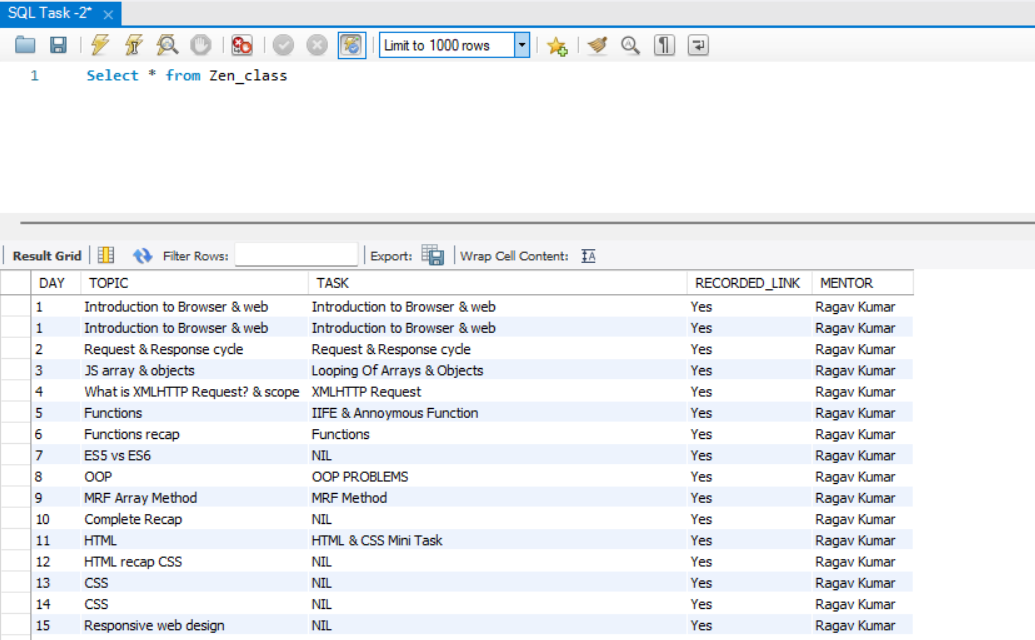 SQL Task -2*
Limit to 1000 rows
1 Select * from Zen_class
Result Grid Filter Rows: Export: Wrap Cell Content:
DAY TOPIC TASK RECORDED_LINK MENTOR
1 Introduction to Browser & web Introduction to Browser & web Yes Ragav Kumar
1 Introduction to Browser & web Introduction to Browser & web Yes Ragav Kumar
2 Request & Response cycle Request & Response cycle Yes Ragav Kumar
3 JS array & objects Looping Of Arrays & Objects Yes Ragav Kumar
4 What is XMLHTTP Request? & scope XMLHTTP Request Yes Ragav Kumar
5 Functions IIFE & Annoymous Function Yes Ragav Kumar
6 Functions recap Functions Yes Ragav Kumar
7 ES5 vs ES6 NIL Yes Ragav Kumar
8 OOP OOP PROBLEMS Yes Ragav Kumar
9 MRF Array Method MRF Method Yes Ragav Kumar
10 Complete Recap NIL Yes Ragav Kumar
11 HTML HTML & CSS Mini Task Yes Ragav Kumar
12 HTML recap CSS NIL Yes Ragav Kumar
13 CSS NIL Yes Ragav Kumar
14 CSS NIL Yes Ragav Kumar
15 Responsive web design NIL Yes Ragav Kumar